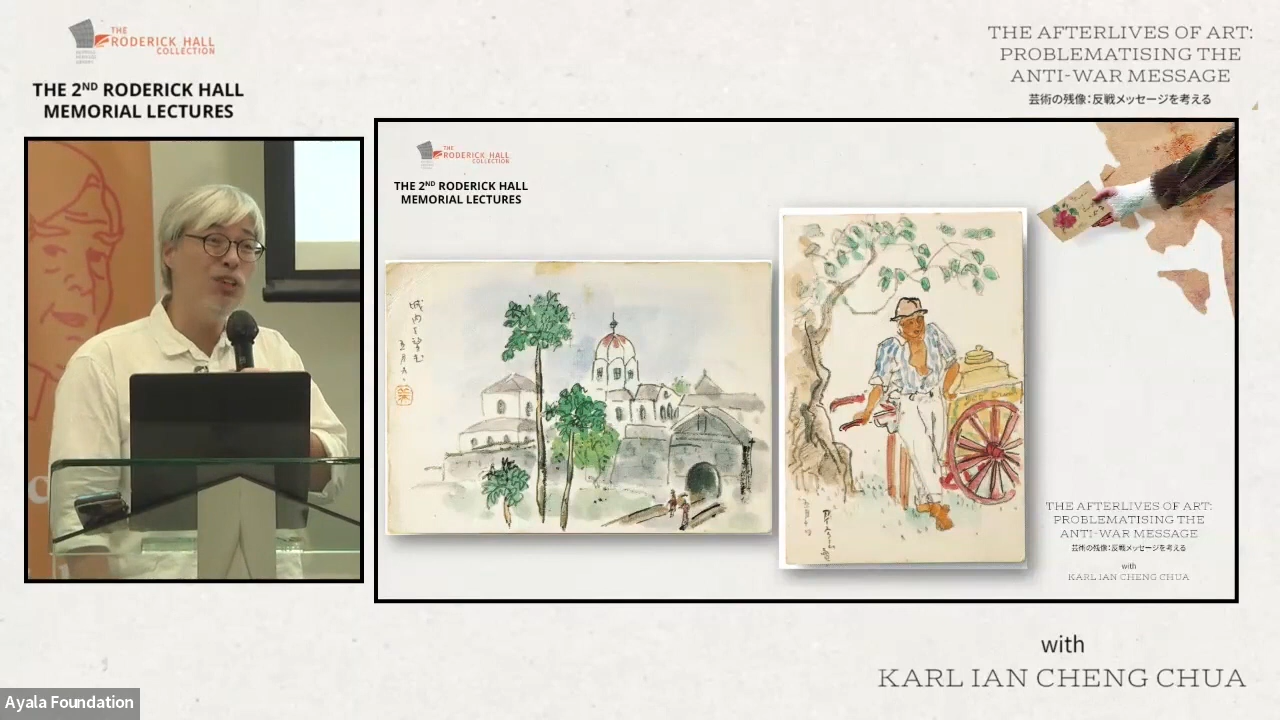 THE
RODERICK HALL
COLLECTION
THE 2ND RODERICK HALL
MEMORIAL LECTURES
THE AFTERLIVES OF ART:
PROBLEMATISING THE
ANTI-WAR MESSAGE
芸術の残像：反戦メッセージを考える
THE
RODERICK HALL
COLLECTION
THE 2ND RODERICK HALL
MEMORIAL LECTURES
THE AFTERLIVES OF ART:
PROBLEMATISING THE
ANTI-WAR MESSAGE
芸術の残像：反戦メッセージを考える
with
KARL IAN CHENG CHUA
with
KARL IAN CHENG CHUA
Ayala Foundation